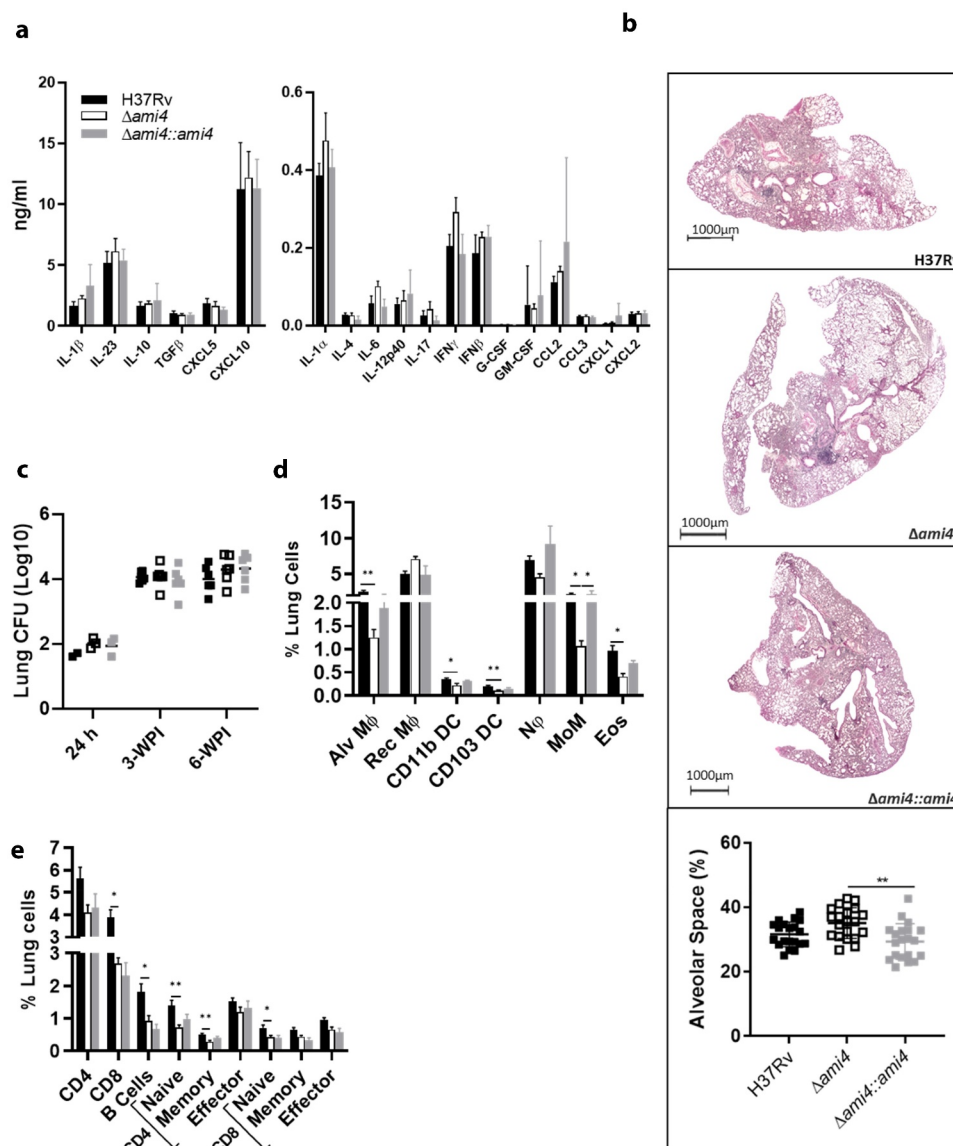 a
20
15
10
5
0
ng/ml
H37Rv
Δami4
Δami4::ami4
IL-1β
IL-23
IL-10
TGFβ
CXCL5
CXCL10
0.6
0.4
0.2
0.0
IL-1α
IL-4
IL-6
IL-12p40
IL-17
IFNγ
IFNβ
G-CSF
GM-CSF
CCL2
CCL3
CXCL1
CXCL2
b
1000μm
H37R
1000μm
Δami4
1000μm
Δami4::ami4
60
40
20
0
Alveolar Space (%)
**
H37Rv
Δami4
Δami4::ami4
c
6
4
2
0
Lung CFU (Log10)
24 h
3-WPI
6-WPI
d
15
10
5
2.0
1.5
1.0
0.5
0.0
% Lung Cells
**
*
**
* *
*
Alv Mϕ
Rec Mϕ
CD11b DC
CD103 DC
Nφ
MoM
Eos
e
7
6
5
4
3
3
2
1
0
% Lung cells
*
*
**
**
*
CD4
CD8
B Cells
Naive
Memory
Effector
Naive
Memory
Effector
CD4
CD8